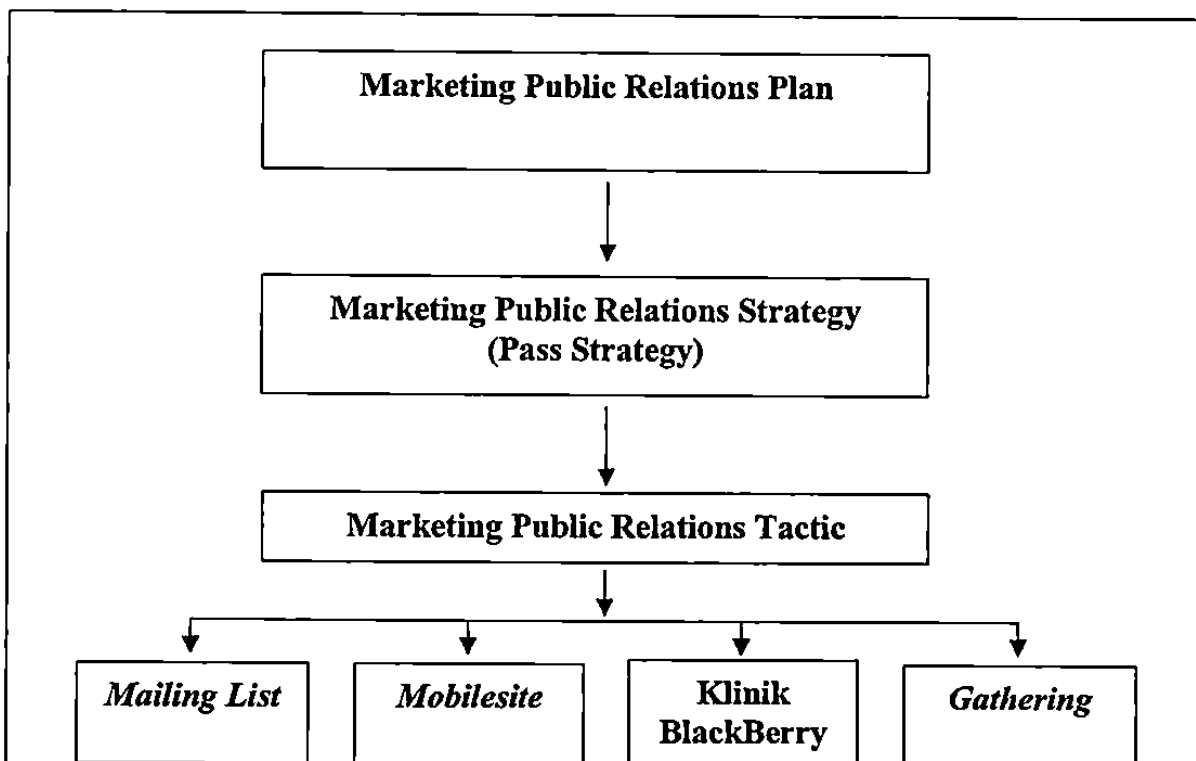 Marketing Public Relations Plan
Marketing Public Relations Strategy
(Pass Strategy)
Marketing Public Relations Tactic
Mailing List
Mobilesite
Klinik
BlackBerry
Gathering